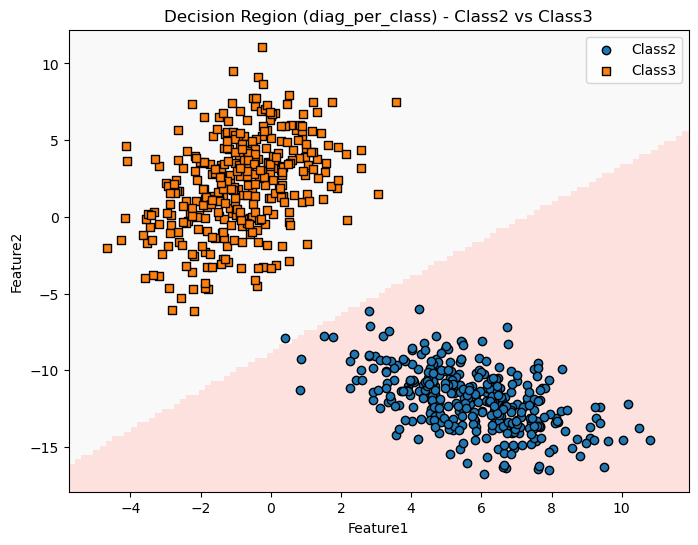 Decision Region (diag_per_class) - Class2 vs Class3
Class2
Class3
10
5
0
−5
−10
−15
Feature2
−4
−2
0
2
4
6
8
10
Feature1